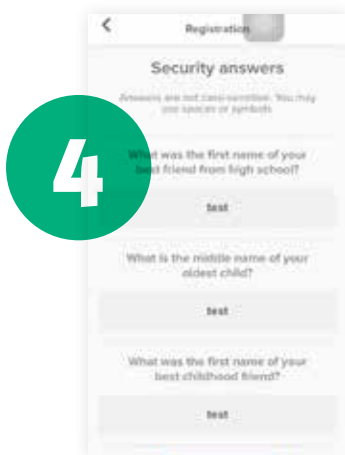 Registration
Security answers
Answers are not case-sensitive. You may
use spaces or symbols
4
What was the first name of your
best friend from high school?
test
What is the middle name of your
oldest child?
test
What was the first name of your
best childhood friend?
test